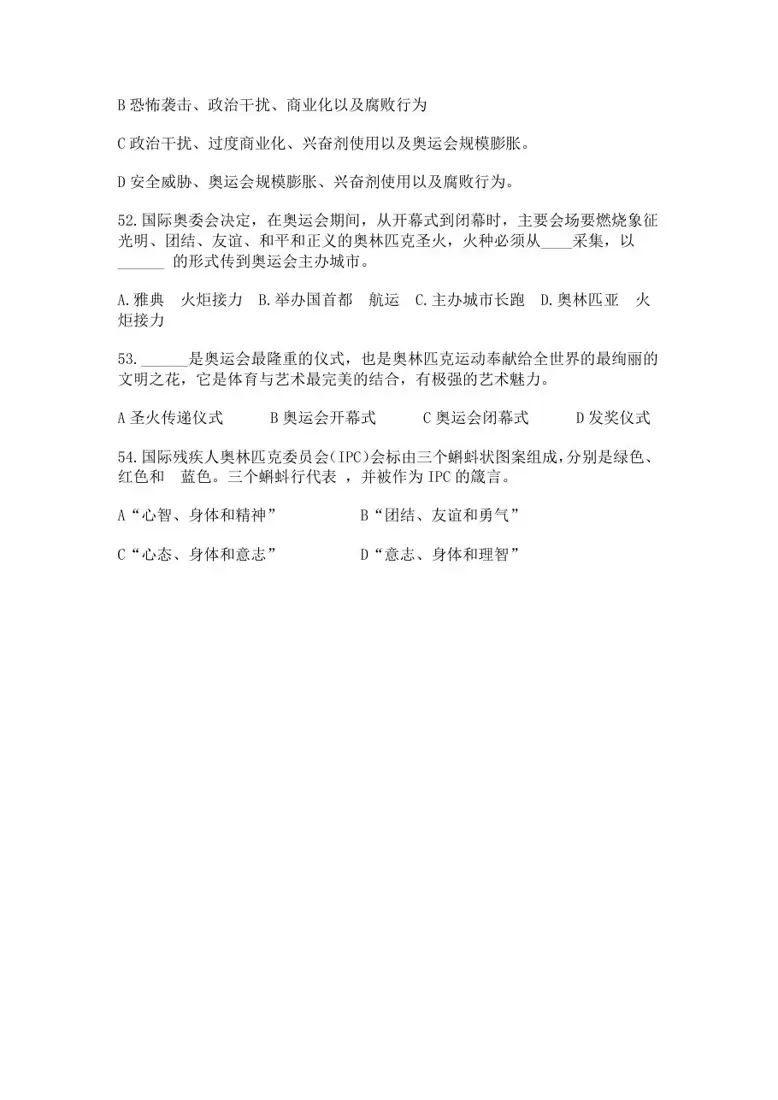 B 恐怖袭击、政治干扰、商业化以及腐败行为
C 政治干扰、过度商业化、兴奋剂使用以及奥运会规模膨胀。
D 安全威胁、奥运会规模膨胀、兴奋剂使用以及腐败行为。
52.国际奥委会决定，在奥运会期间，从开幕式到闭幕时，主要会场要燃烧象征
光明、团结、友谊、和平和正义的奥林匹克圣火，火种必须从____采集，以
______ 的形式传到奥运会主办城市。
A.雅典　火炬接力　B.举办国首都　航运　C.主办城市长跑　D.奥林匹亚　火
炬接力
53.______是奥运会最隆重的仪式，也是奥林匹克运动奉献给全世界的最绚丽的
文明之花，它是体育与艺术最完美的结合，有极强的艺术魅力。
A 圣火传递仪式　　　B 奥运会开幕式　　　C 奥运会闭幕式　　　D 发奖仪式
54.国际残疾人奥林匹克委员会(IPC)会标由三个蝌蚪状图案组成,分别是绿色、
红色和　蓝色。三个蝌蚪行代表 ，并被作为 IPC 的箴言。
A“心智、身体和精神”　　　　　B“团结、友谊和勇气”
C“心态、身体和意志”　　　　　D“意志、身体和理智”